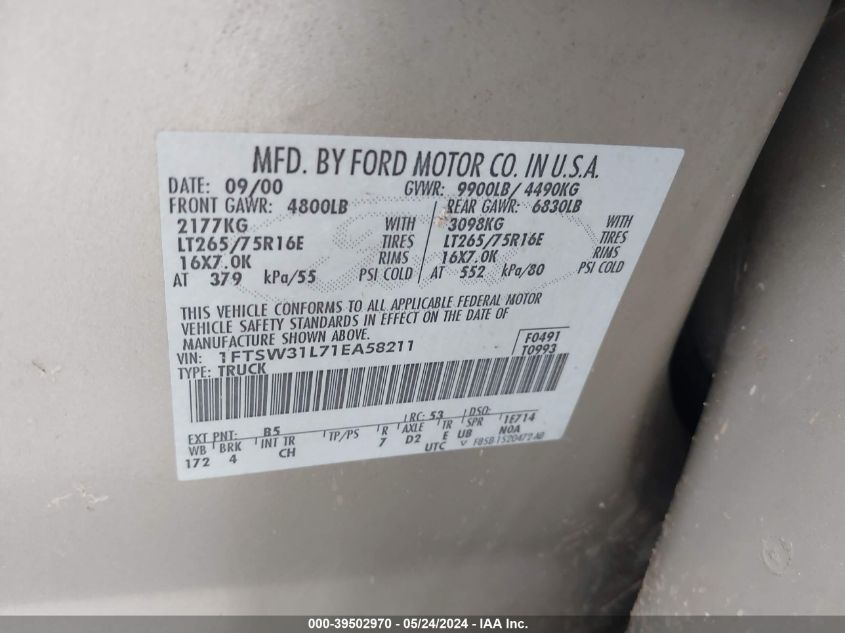 MFD. BY FORD MOTOR CO. IN U.S.A.
DATE: 09/00 GVWR: 9900LB/ 4490KG
FRONT GAWR: 4800LB REAR GAWR: 6830LB
2177KG WITH 3098KG WITH
LT265/75R16E TIRES LT265/75R16E TIRES
16X7.0K RIMS 16X7.0K RIMS
AT 379 kPa/55 PSI COLD AT 552 kPa/80 PSI COLD
THIS VEHICLE CONFORMS TO ALL APPLICABLE FEDERAL MOTOR
VEHICLE SAFETY STANDARDS IN EFFECT ON THE DATE OF
MANUFACTURE SHOWN ABOVE.
VIN: 1FTSW31L71EA58211 F0491
TYPE: TRUCK T0993
EXT PNT: B5 RC: 53 DSO:
WB BRK INT TR TP/PS R AXLE TR SPR 1E714
172 4 CH 7 D2 E UB N0A
UTC F85B 1520472 AB
000-39502970 - 05/24/2024 - IAA Inc.